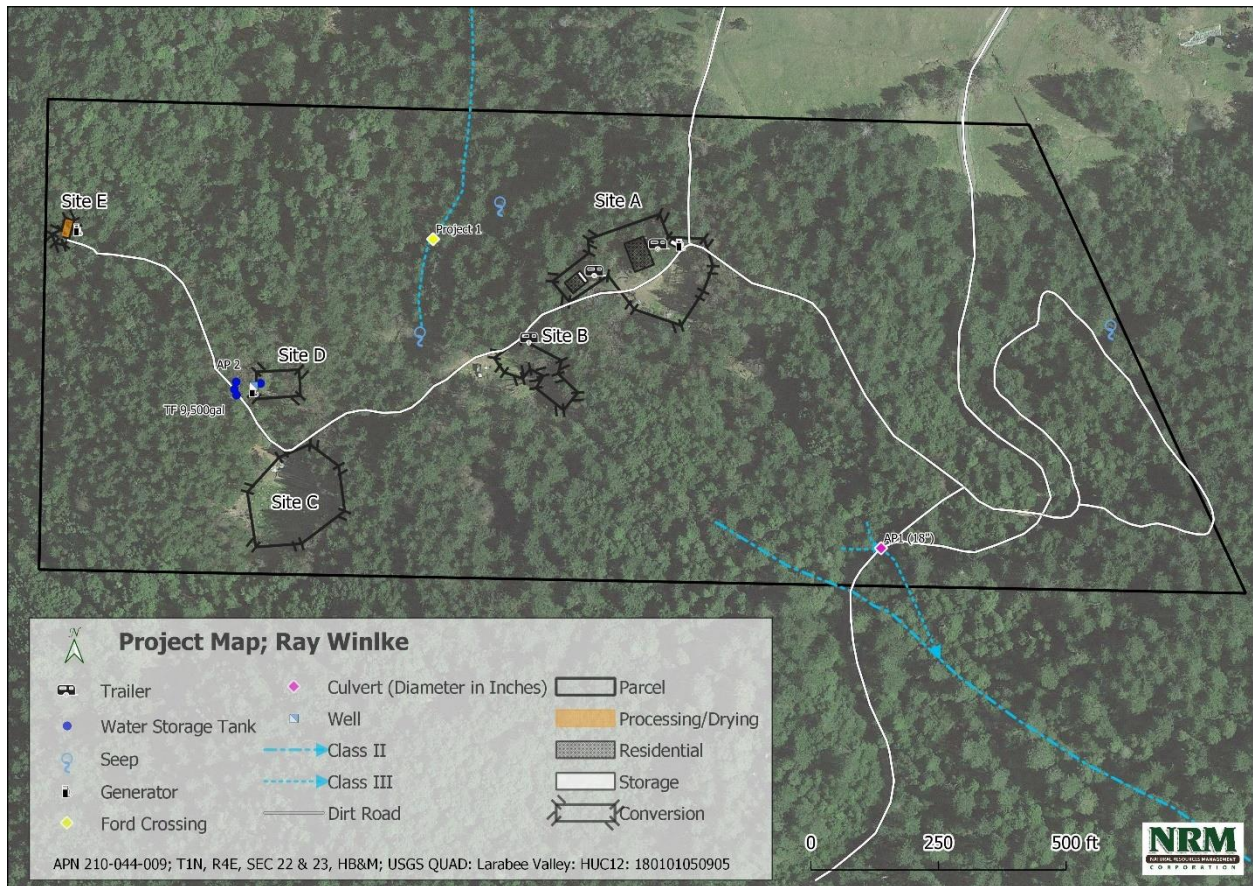 Site E
Site A
Project 1
Site B
AP 2
Site D
TF 9,500gal
Site C
AP1 (18")
N
Project Map; Ray Winlke
Trailer
Water Storage Tank
Seep
Generator
Ford Crossing
Culvert (Diameter in Inches)
Well
Class II
Class III
Dirt Road
Parcel
Processing/Drying
Residential
Storage
Conversion
APN 210-044-009; T1N, R4E, SEC 22 & 23, HB&M; USGS QUAD: Larabee Valley: HUC12: 180101050905
0 250 500 ft
NRM
NATURAL RESOURCES MANAGEMENT
CORPORATION